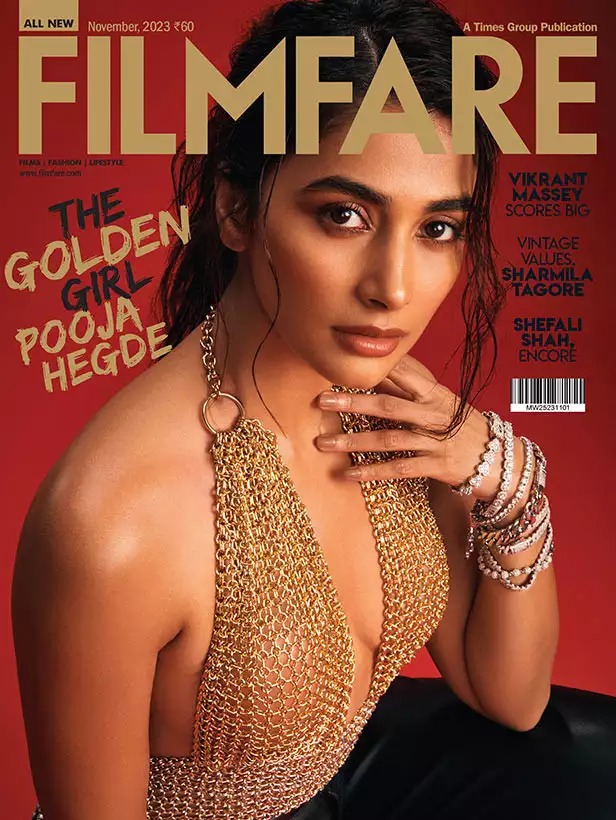 ALL NEW
November, 2023 ₹60
A Times Group Publication
FILMFARE
FILMS | FASHION | LIFESTYLE
www.filmfare.com
THE
GOLDEN
GIRL
POOJA
HEGDE
VIKRANT
MASSEY
SCORES BIG
VINTAGE
VALUES,
SHARMILA
TAGORE
SHEFALI
SHAH,
ENCORE
MW25231101